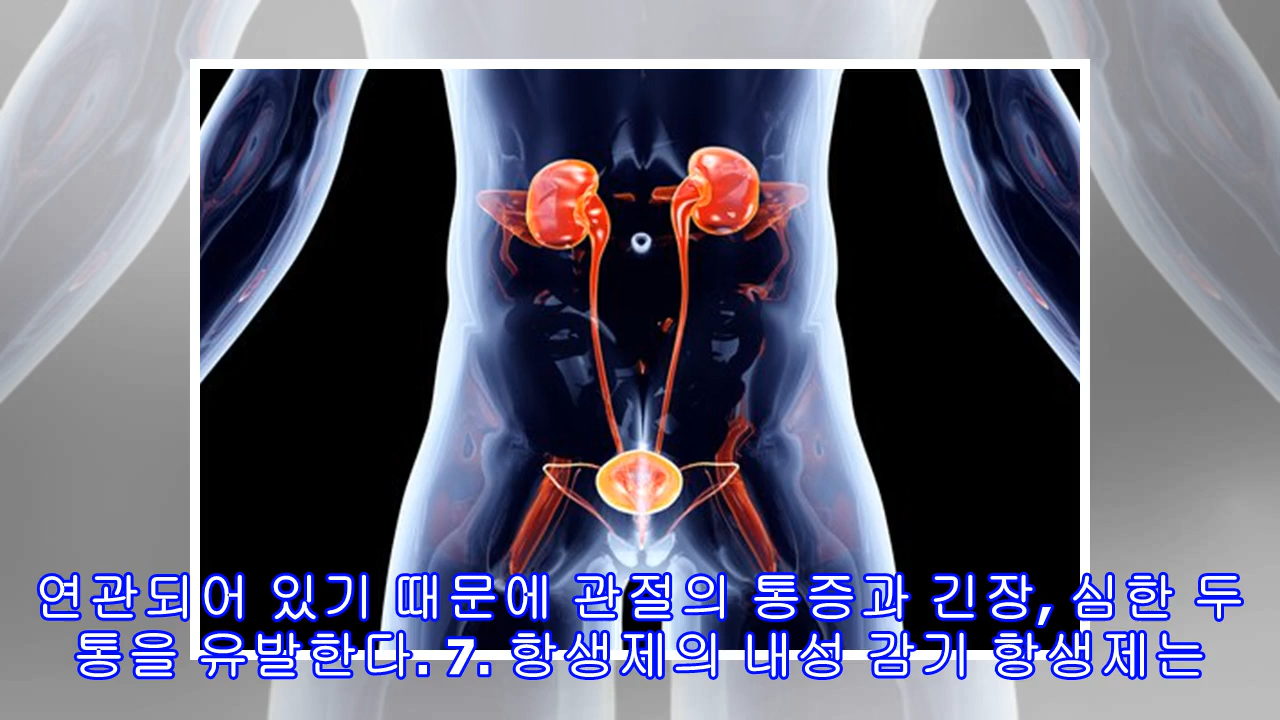 연관되어 있기 때문에 관절의 통증과 긴장, 심한 두
통을 유발한다. 7. 항생제의 내성 감기 항생제는